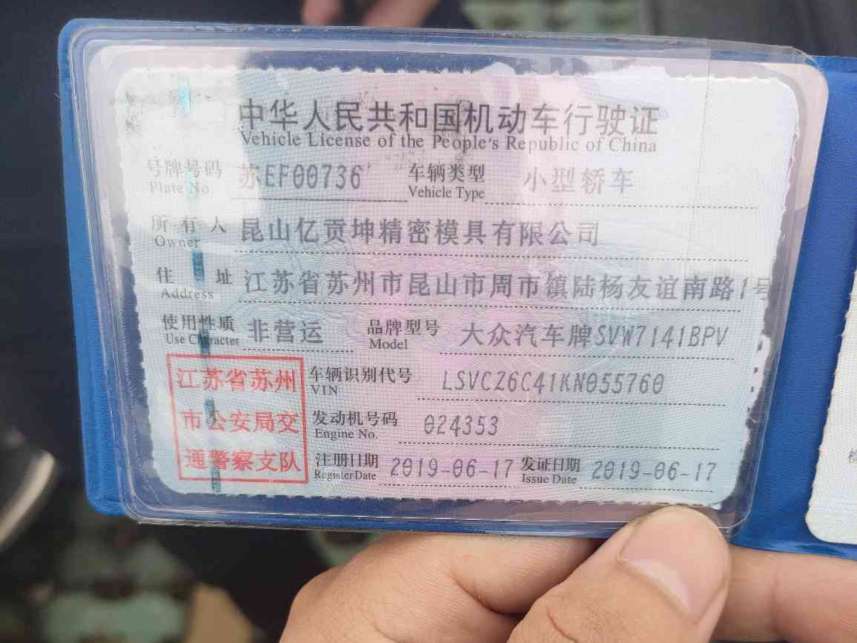 中华人民共和国机动车行驶证
Vehicle License of the People's Republic of China
号牌号码 苏EF00736 车辆类型 小型轿车
Plate No. Vehicle Type
所有人 昆山亿贡坤精密模具有限公司
Owner
住址 江苏省苏州市昆山市周市镇陆杨友谊南路1号
Address
使用性质 非营运 品牌型号 大众汽车牌SVW7141BPV
Use Character Model
江苏省苏州
市公安局交
通警察支队
车辆识别代号 LSVCZ6C41KN055760
VIN
发动机号码 024353
Engine No.
注册日期 2019-06-17 发证日期 2019-06-17
Register Date Issue Date